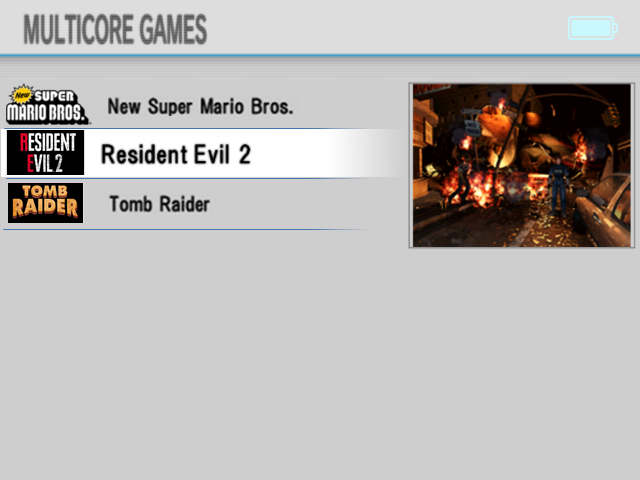 MULTICORE GAMES
New SUPER MARIO BROS.
New Super Mario Bros.
RESIDENT EVIL 2
Resident Evil 2
TOMB RAIDER
Tomb Raider